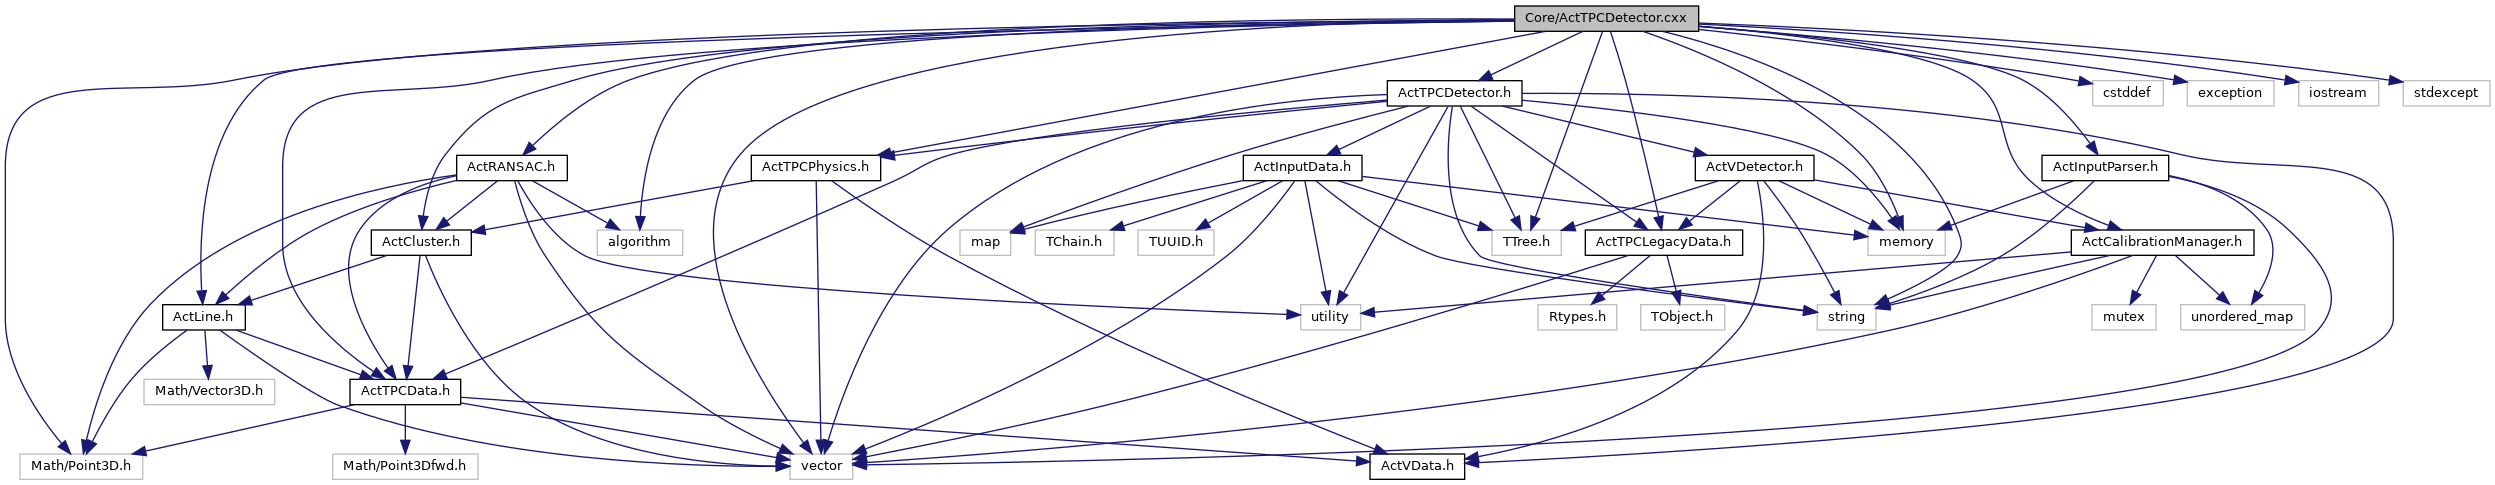 Core/ActTPCDetector.cxx
ActTPCDetector.h
cstddef
exception
iostream
stdexcept
ActRANSAC.h
ActTPCPhysics.h
ActInputData.h
ActVDetector.h
ActInputParser.h
ActCluster.h
algorithm
map
TChain.h
TUUID.h
TTree.h
ActTPCLegacyData.h
memory
ActCalibrationManager.h
ActLine.h
utility
Rtypes.h
TObject.h
string
mutex
unordered_map
Math/Vector3D.h
ActTPCData.h
Math/Point3D.h
Math/Point3Dfwd.h
vector
ActVData.h